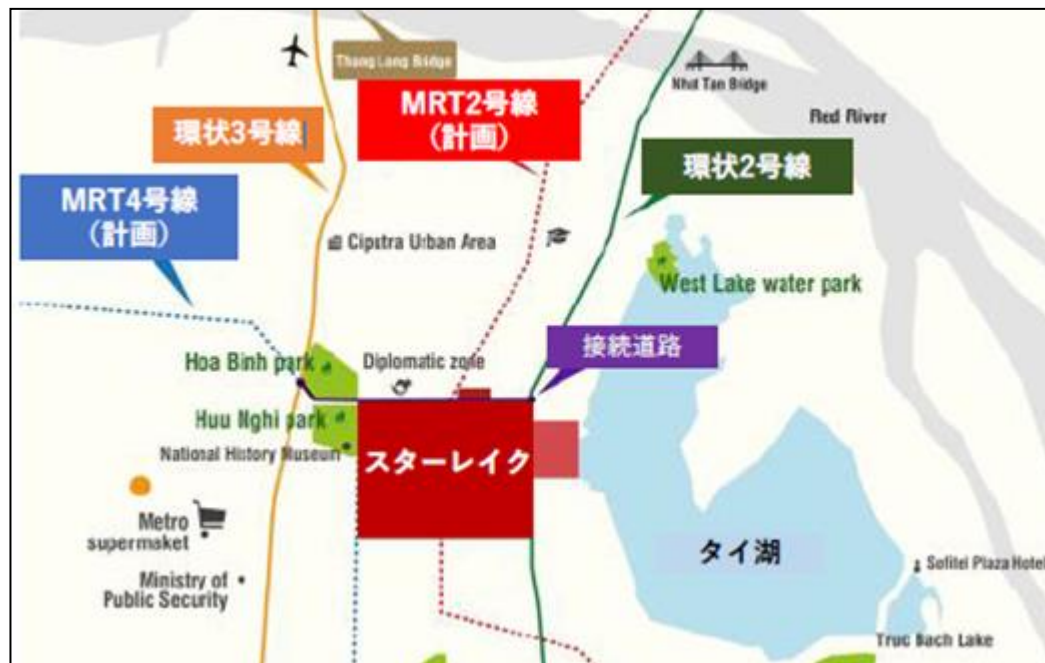 Thang Long Bridge
MRT2号線
(計画)
Nhat Tan Bridge
Red River
環状3号線
環状2号線
MRT4号線
(計画)
Ciputra Urban Area
West Lake water park
接続道路
Hoa Binh park
Diplomatic zone
Huu Nghi park
National History Museum
スターレイク
Metro
supermaket
タイ湖
Sofitel Plaza Hotel
Ministry of
Public Security
Truc Bach Lake